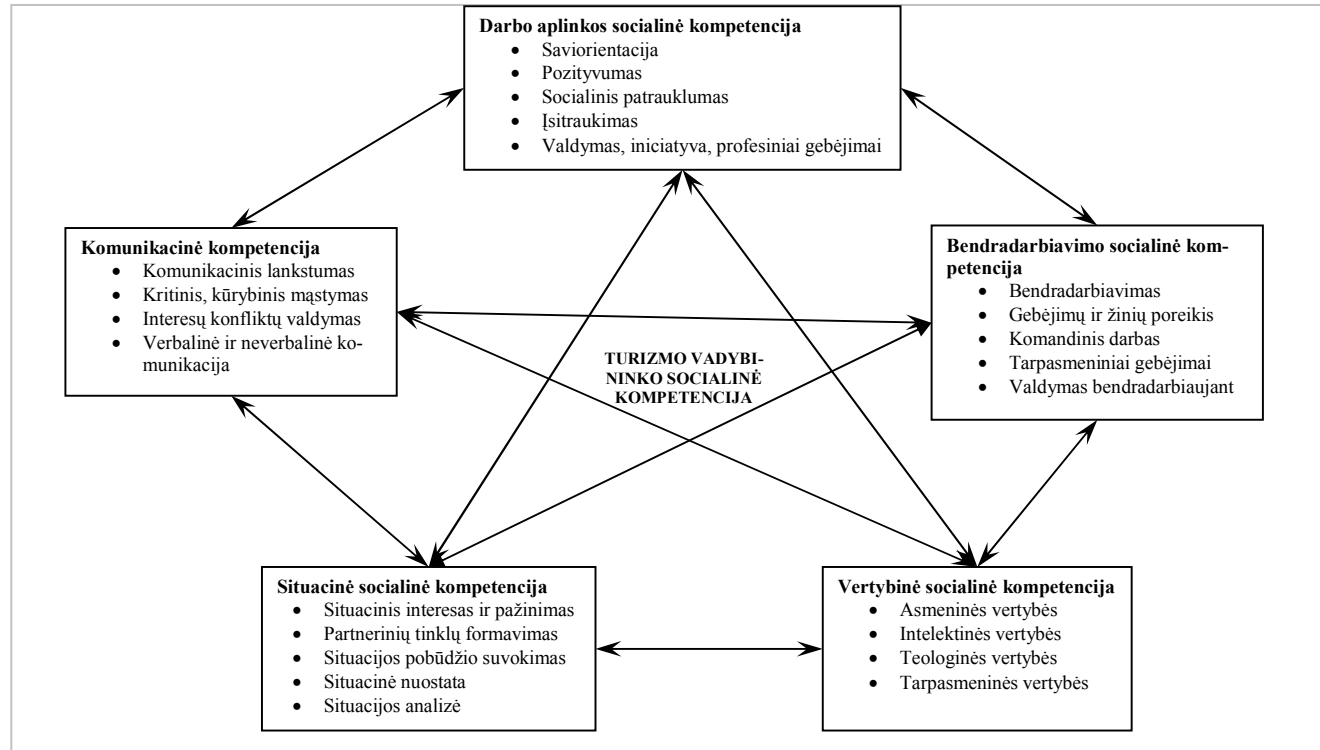 Darbo aplinkos socialinė kompetencija
• Saviorientacija
• Pozityvumas
• Socialinis patrauklumas
• Įsitraukimas
• Valdymas, iniciatyva, profesiniai gebėjimai
Komunikacinė kompetencija
• Komunikacinis lankstumas
• Kritinis, kūrybinis mąstymas
• Interesų konfliktų valdymas
• Verbalinė ir neverbalinė ko-
munikacija
Bendradarbiavimo socialinė kom-
petencija
• Bendradarbiavimas
• Gebėjimų ir žinių poreikis
• Komandinis darbas
• Tarpasmeniniai gebėjimai
• Valdymas bendradarbiaujant
TURIZMO VADYBI-
NINKO SOCIALINĖ
KOMPETENCIJA
Situacinė socialinė kompetencija
• Situacinis interesas ir pažinimas
• Partnerinių tinklų formavimas
• Situacijos pobūdžio suvokimas
• Situacinė nuostata
• Situacijos analizė
Vertybinė socialinė kompetencija
• Asmeninės vertybės
• Intelektinės vertybės
• Teologinės vertybės
• Tarpasmeninės vertybės